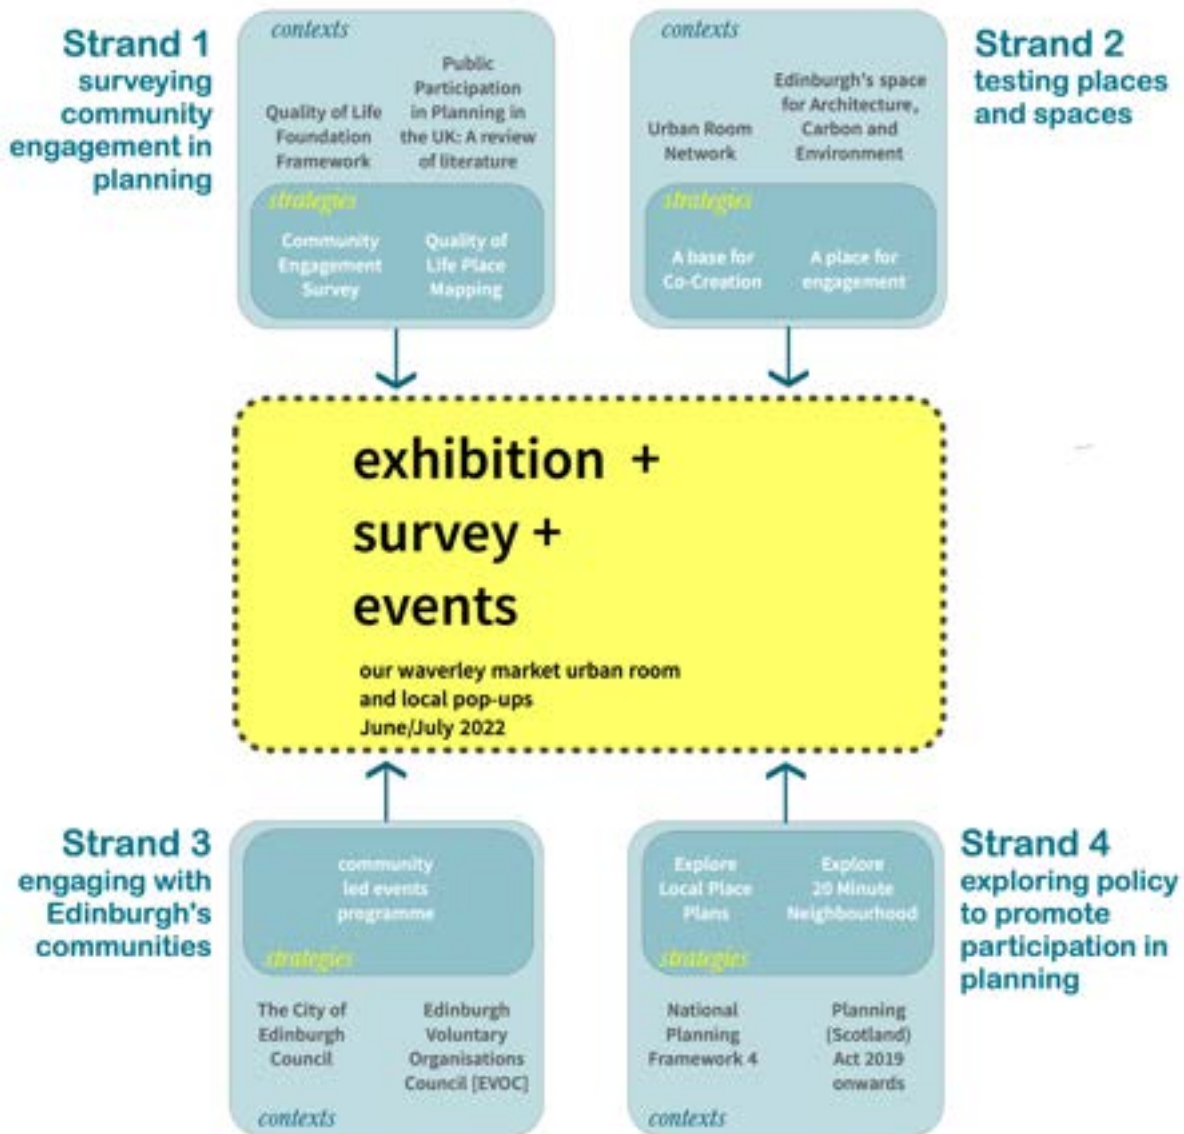 Strand 1
surveying
community
engagement in
planning
contexts
Quality of Life
Foundation
Framework
Public
Participation
in Planning in
the UK: A review
of literature
strategies
Community
Engagement
Survey
Quality of
Life Place
Mapping
contexts
Urban Room
Network
Edinburgh's space
for Architecture,
Carbon and
Environment
strategies
A base for
Co-Creation
A place for
engagement
Strand 2
testing places
and spaces
exhibition +
survey +
events
our waverley market urban room
and local pop-ups
June/July 2022
Strand 3
engaging with
Edinburgh's
communities
community
led events
programme
strategies
The City of
Edinburgh
Council
Edinburgh
Voluntary
Organisations
Council [EVOC]
contexts
Explore
Local Place
Plans
Explore
20 Minute
Neighbourhood
strategies
National
Planning
Framework 4
Planning
(Scotland)
Act 2019
onwards
contexts
Strand 4
exploring policy
to promote
participation in
planning